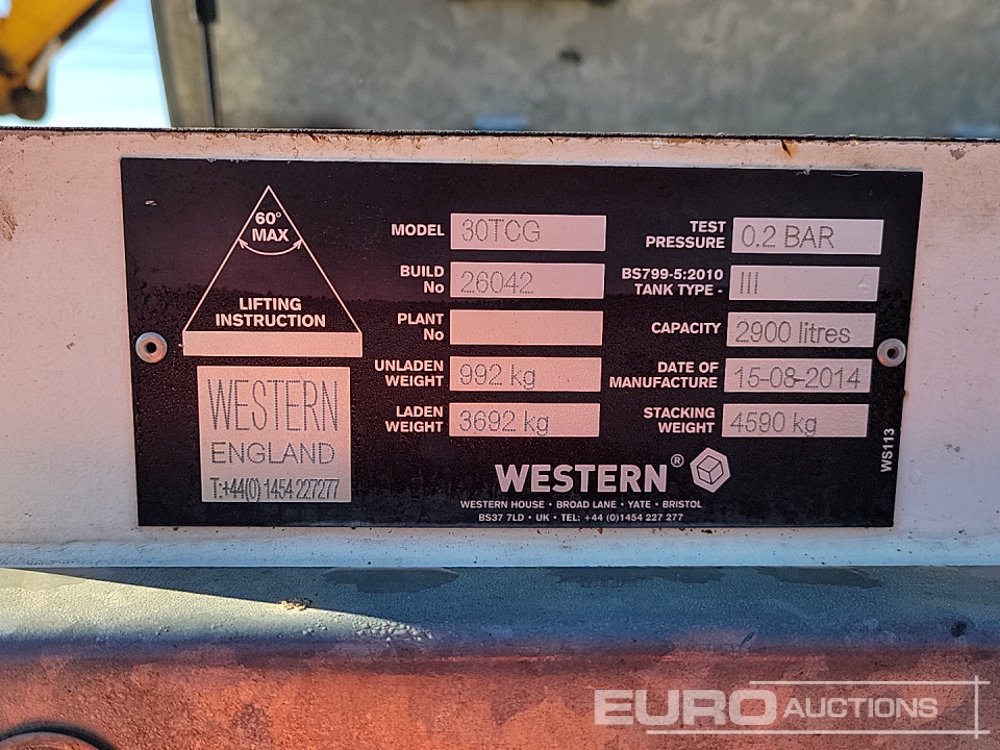 60°
MAX
LIFTING
INSTRUCTION
WESTERN
ENGLAND
T:+44(0) 1454 227277
MODEL 30TCG
BUILD No 26042
PLANT No
UNLADEN WEIGHT 992 kg
LADEN WEIGHT 3692 kg
TEST PRESSURE 0.2 BAR
BS799-5:2010 TANK TYPE - III
CAPACITY 2900 litres
DATE OF MANUFACTURE 15-08-2014
STACKING WEIGHT 4590 kg
WESTERN®
WESTERN HOUSE • BROAD LANE • YATE • BRISTOL
BS37 7LD • UK • TEL: +44 (0)1454 227 277
WS113
EURO AUCTIONS